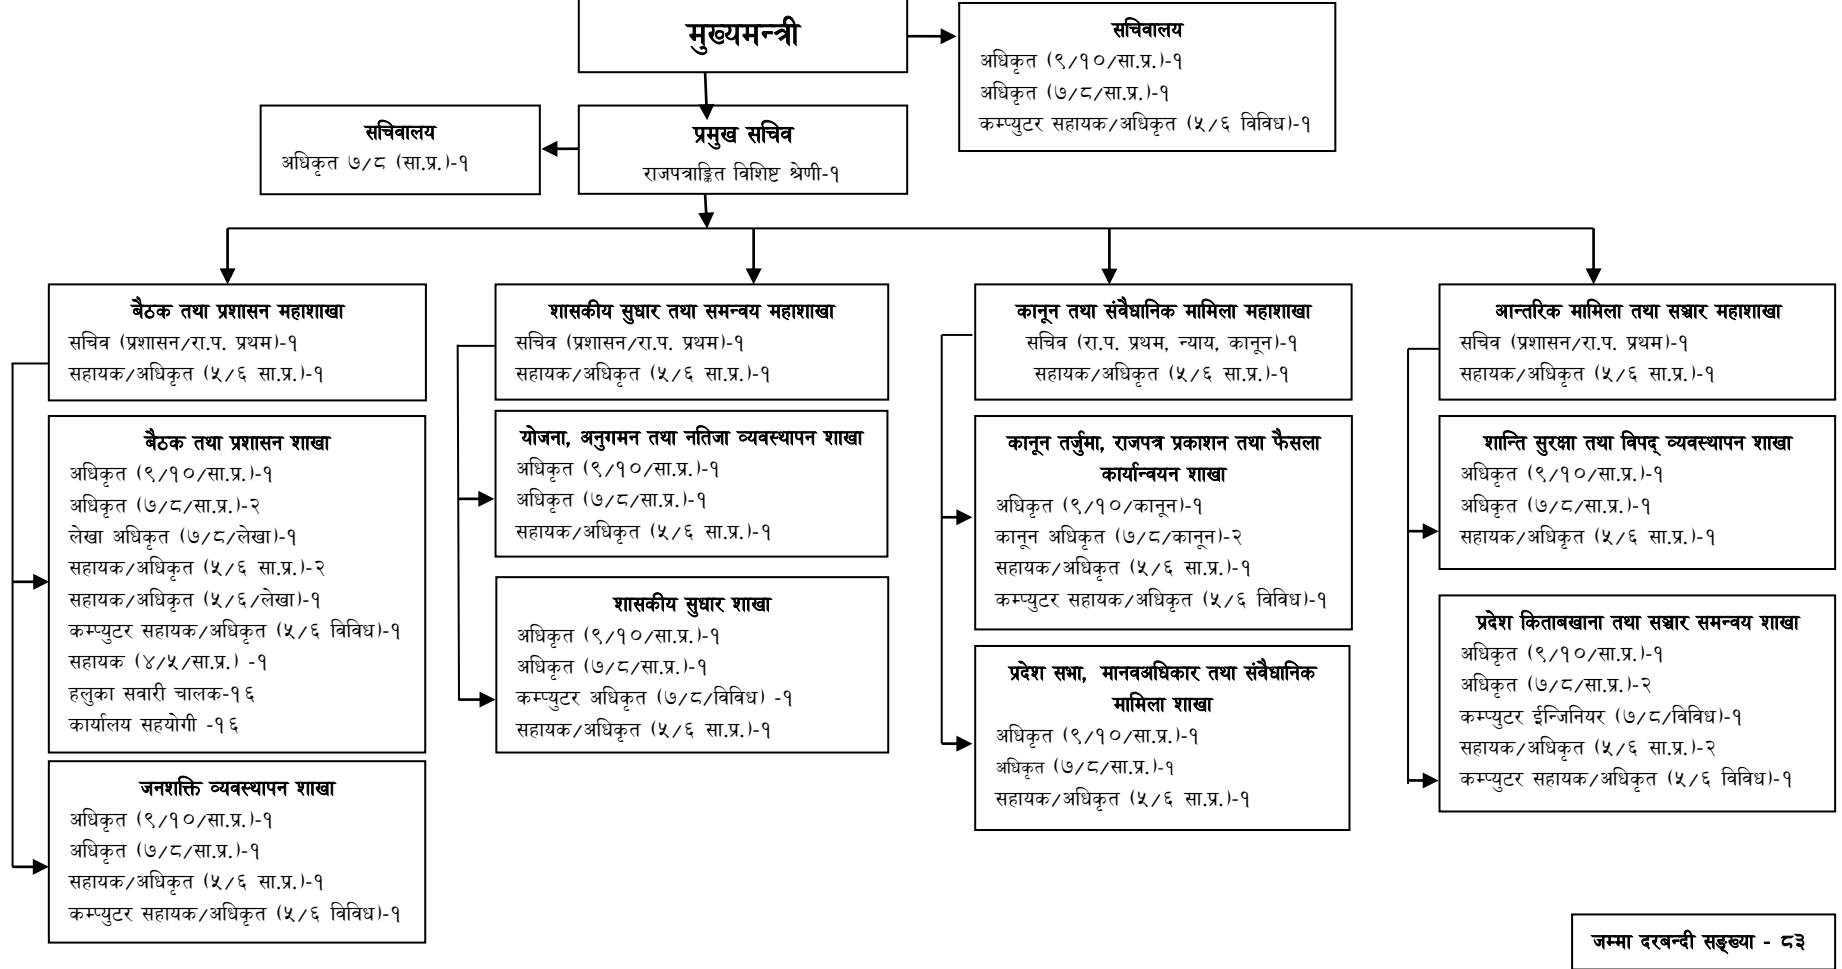 मुख्यमन्त्री
सचिवालय
अधिकृत (९/१०/सा.प्र.)-१
अधिकृत (७/८/सा.प्र.)-१
कम्प्युटर सहायक/अधिकृत (५/६ विविध)-१
सचिवालय
अधिकृत ७/८ (सा.प्र.)-१
प्रमुख सचिव
राजपत्राङ्कित विशिष्ट श्रेणी-१
बैठक तथा प्रशासन महाशाखा
सचिव (प्रशासन/रा.प. प्रथम)-१
सहायक/अधिकृत (५/६ सा.प्र.)-१
बैठक तथा प्रशासन शाखा
अधिकृत (९/१०/सा.प्र.)-१
अधिकृत (७/८/सा.प्र.)-२
लेखा अधिकृत (७/८/लेखा)-१
सहायक/अधिकृत (५/६ सा.प्र.)-२
सहायक/अधिकृत (५/६/लेखा)-१
कम्प्युटर सहायक/अधिकृत (५/६ विविध)-१
सहायक (४/५/सा.प्र.) -१
हलुका सवारी चालक-१६
कार्यालय सहयोगी -१६
जनशक्ति व्यवस्थापन शाखा
अधिकृत (९/१०/सा.प्र.)-१
अधिकृत (७/८/सा.प्र.)-१
सहायक/अधिकृत (५/६ सा.प्र.)-१
कम्प्युटर सहायक/अधिकृत (५/६ विविध)-१
शासकीय सुधार तथा समन्वय महाशाखा
सचिव (प्रशासन/रा.प. प्रथम)-१
सहायक/अधिकृत (५/६ सा.प्र.)-१
योजना, अनुगमन तथा नतिजा व्यवस्थापन शाखा
अधिकृत (९/१०/सा.प्र.)-१
अधिकृत (७/८/सा.प्र.)-१
सहायक/अधिकृत (५/६ सा.प्र.)-१
शासकीय सुधार शाखा
अधिकृत (९/१०/सा.प्र.)-१
अधिकृत (७/८/सा.प्र.)-१
कम्प्युटर अधिकृत (७/८/विविध) -१
सहायक/अधिकृत (५/६ सा.प्र.)-१
कानून तथा संवैधानिक मामिला महाशाखा
सचिव (रा.प. प्रथम, न्याय, कानून)-१
सहायक/अधिकृत (५/६ सा.प्र.)-१
कानून तर्जुमा, राजपत्र प्रकाशन तथा फैसला
कार्यान्वयन शाखा
अधिकृत (९/१०/कानून)-१
कानून अधिकृत (७/८/कानून)-२
सहायक/अधिकृत (५/६ सा.प्र.)-१
कम्प्युटर सहायक/अधिकृत (५/६ विविध)-१
प्रदेश सभा, मानवअधिकार तथा संवैधानिक
मामिला शाखा
अधिकृत (९/१०/सा.प्र.)-१
अधिकृत (७/८/सा.प्र.)-१
सहायक/अधिकृत (५/६ सा.प्र.)-१
आन्तरिक मामिला तथा सञ्चार महाशाखा
सचिव (प्रशासन/रा.प. प्रथम)-१
सहायक/अधिकृत (५/६ सा.प्र.)-१
शान्ति सुरक्षा तथा विपद् व्यवस्थापन शाखा
अधिकृत (९/१०/सा.प्र.)-१
अधिकृत (७/८/सा.प्र.)-१
सहायक/अधिकृत (५/६ सा.प्र.)-१
प्रदेश किताबखाना तथा सञ्चार समन्वय शाखा
अधिकृत (९/१०/सा.प्र.)-१
अधिकृत (७/८/सा.प्र.)-२
कम्प्युटर ईन्जिनियर (७/८/विविध)-१
सहायक/अधिकृत (५/६ सा.प्र.)-२
कम्प्युटर सहायक/अधिकृत (५/६ विविध)-१
जम्मा दरबन्दी सङ्ख्या - ८३